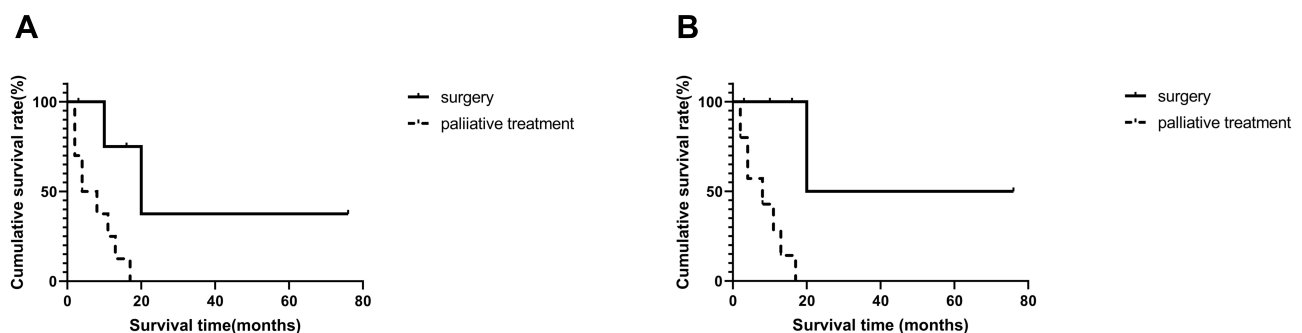 A
Cumulative survival rate(%)
100
50
0
0 20 40 60 80
Survival time(months)
surgery
paliiative treatment
B
Cumulative survival rate(%)
100
50
0
0 20 40 60 80
Survival time (months)
surgery
palliative treatment